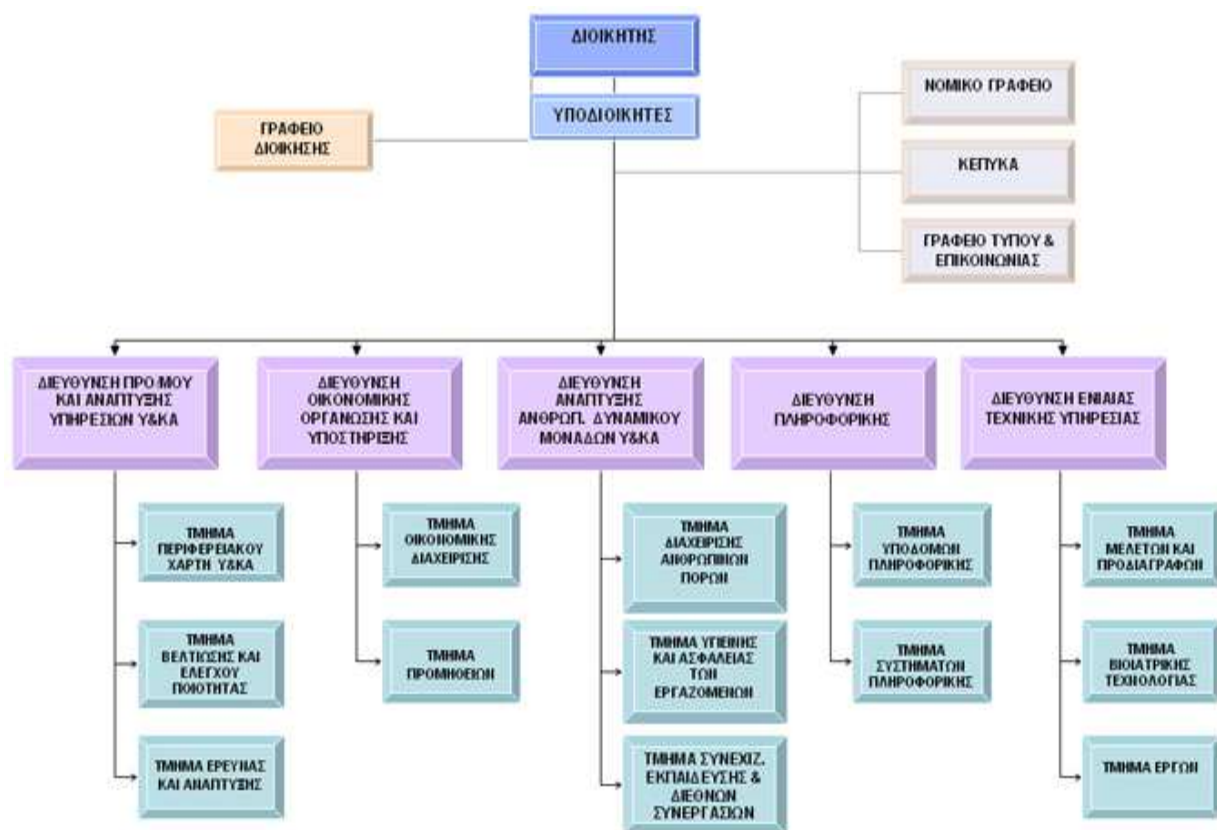 ΔΙΟΙΚΗΤΗΣ
ΥΠΟΔΙΟΙΚΗΤΕΣ
ΓΡΑΦΕΙΟ
ΔΙΟΙΚΗΣΗΣ
ΝΟΜΙΚΟ ΓΡΑΦΕΙΟ
ΚΕΠΥΚΑ
ΓΡΑΦΕΙΟ ΤΥΠΟΥ &
ΕΠΙΚΟΙΝΩΝΙΑΣ
ΔΙΕΥΘΥΝΣΗ ΠΡΟ/ΜΟΥ
ΚΑΙ ΑΝΑΠΤΥΞΗΣ
ΥΠΗΡΕΣΙΩΝ Υ&ΚΑ
ΔΙΕΥΘΥΝΣΗ
ΟΙΚΟΝΟΜΙΚΗΣ
ΟΡΓΑΝΩΣΗΣ ΚΑΙ
ΥΠΟΣΤΗΡΙΞΗΣ
ΔΙΕΥΘΥΝΣΗ
ΑΝΑΠΤΥΞΗΣ
ΑΝΘΡΩΠ. ΔΥΝΑΜΙΚΟΥ
ΜΟΝΑΔΩΝ Υ&ΚΑ
ΔΙΕΥΘΥΝΣΗ
ΠΛΗΡΟΦΟΡΙΚΗΣ
ΔΙΕΥΘΥΝΣΗ ΕΝΙΑΙΑΣ
ΤΕΧΝΙΚΗΣ ΥΠΗΡΕΣΙΑΣ
ΤΜΗΜΑ
ΠΕΡΙΦΕΡΕΙΑΚΟΥ
ΧΑΡΤΗ Υ&ΚΑ
ΤΜΗΜΑ
ΒΕΛΤΙΩΣΗΣ ΚΑΙ
ΕΛΕΓΧΟΥ
ΠΟΙΟΤΗΤΑΣ
ΤΜΗΜΑ ΕΡΕΥΝΑΣ
ΚΑΙ ΑΝΑΠΤΥΞΗΣ
ΤΜΗΜΑ
ΟΙΚΟΝΟΜΙΚΗΣ
ΔΙΑΧΕΙΡΙΣΗΣ
ΤΜΗΜΑ
ΠΡΟΜΗΘΕΙΩΝ
ΤΜΗΜΑ
ΔΙΑΧΕΙΡΙΣΗΣ
ΑΝΘΡΩΠΙΝΩΝ
ΠΟΡΩΝ
ΤΜΗΜΑ ΥΓΙΕΙΝΗΣ
ΚΑΙ ΑΣΦΑΛΕΙΑΣ
ΤΩΝ
ΕΡΓΑΖΟΜΕΝΩΝ
ΤΜΗΜΑ ΣΥΝΕΧΙΖ.
ΕΚΠΑΙΔΕΥΣΗΣ &
ΔΙΕΘΝΩΝ
ΣΥΝΕΡΓΑΣΙΩΝ
ΤΜΗΜΑ
ΥΠΟΔΟΜΩΝ
ΠΛΗΡΟΦΟΡΙΚΗΣ
ΤΜΗΜΑ
ΣΥΣΤΗΜΑΤΩΝ
ΠΛΗΡΟΦΟΡΙΚΗΣ
ΤΜΗΜΑ
ΜΕΛΕΤΩΝ ΚΑΙ
ΠΡΟΔΙΑΓΡΑΦΩΝ
ΤΜΗΜΑ
ΒΙΟΙΑΤΡΙΚΗΣ
ΤΕΧΝΟΛΟΓΙΑΣ
ΤΜΗΜΑ ΕΡΓΩΝ